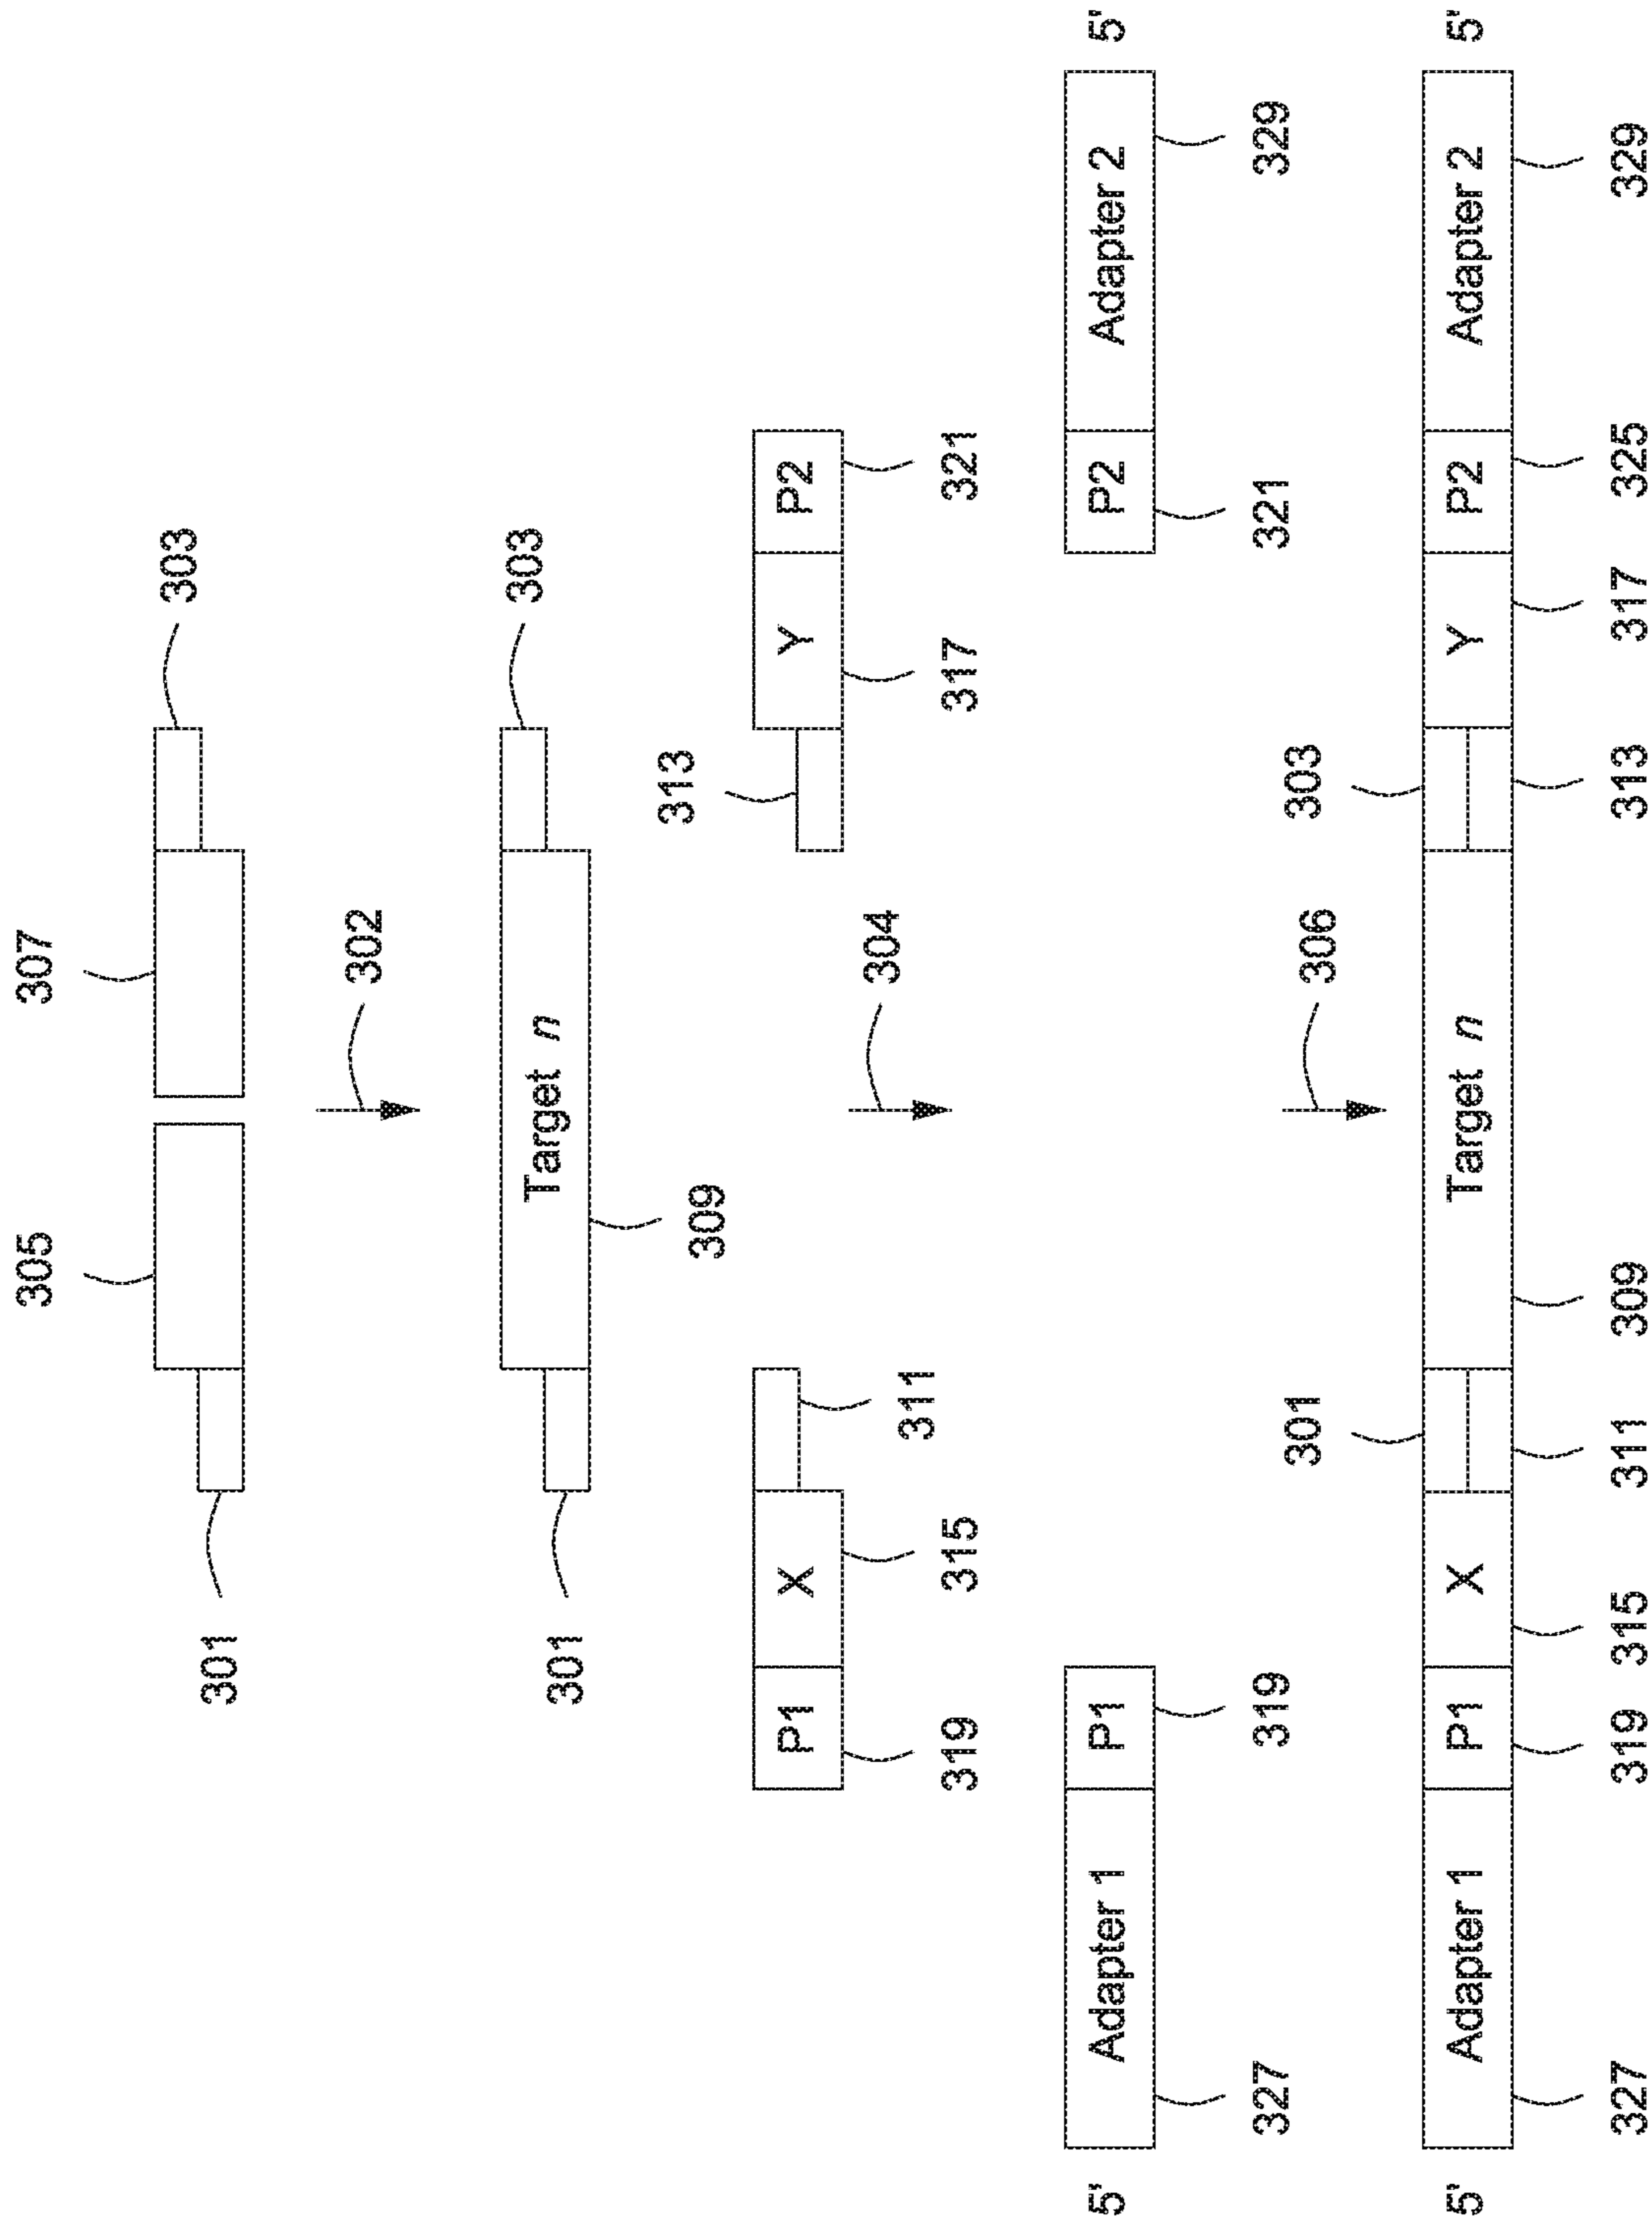 305 307
301 303
302
Target n
301 303
309
313
P1 X Y P2
311
319 315 317 321
304
5' Adapter 1 P1 P2 Adapter 2 5'
327 319 321 329
301 306 303
5' Adapter 1 P1 X Target n Y P2 Adapter 2 5'
327 319 315 311 309 313 317 325 329